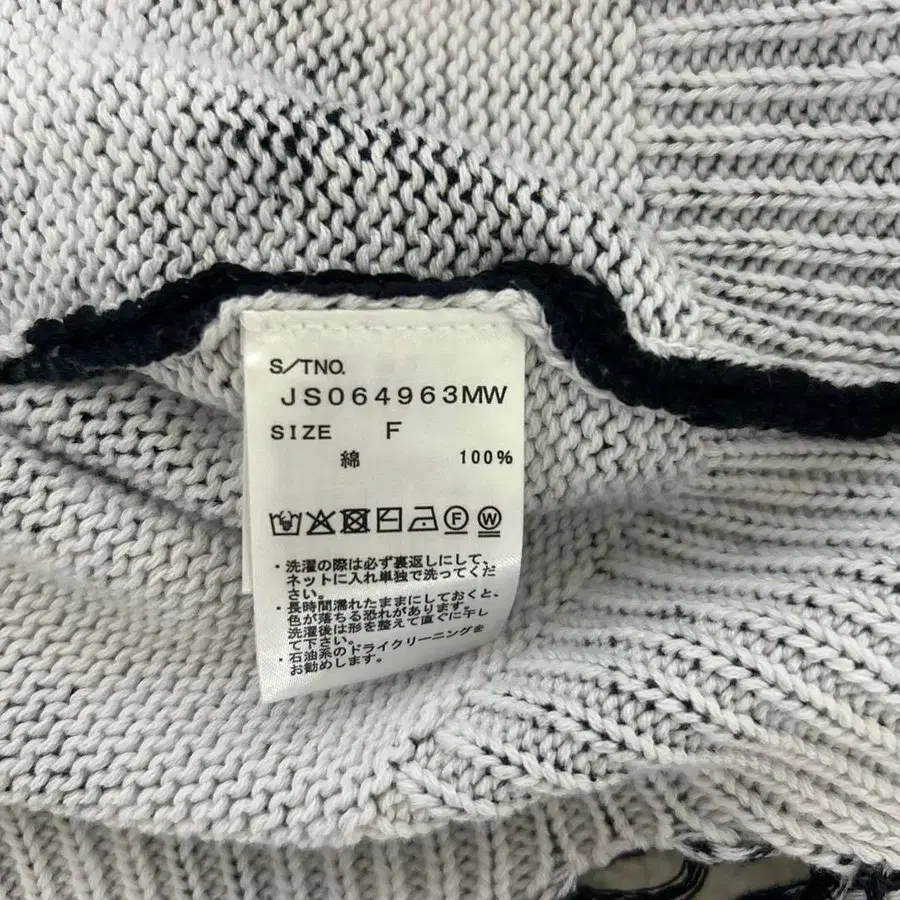 S/TNO.
JS064963MW
SIZE F
綿 100%
F W
・洗濯の際は必ず裏返しにして、
ネットに入れ単独で洗ってくだ
さい。
・長時間濡れたままにしておくと、
色が落ちる恐れがあります。
洗濯後は形を整えて直ぐに干し
て下さい。
・石油系のドライクリーニングを
お勧めします。